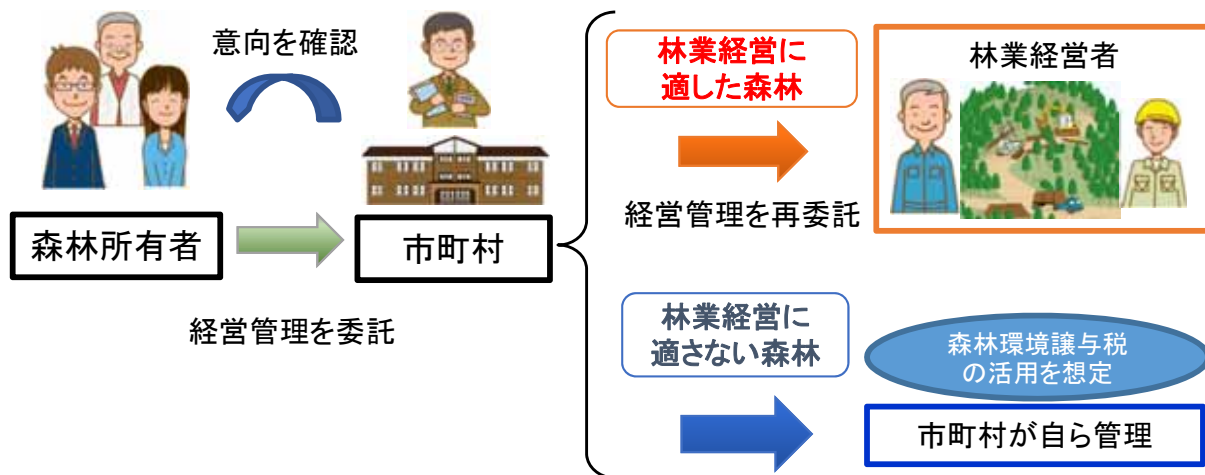 意向を確認
森林所有者
市町村
経営管理を委託
林業経営に
適した森林
経営管理を再委託
林業経営者
林業経営に
適さない森林
森林環境譲与税
の活用を想定
市町村が自ら管理